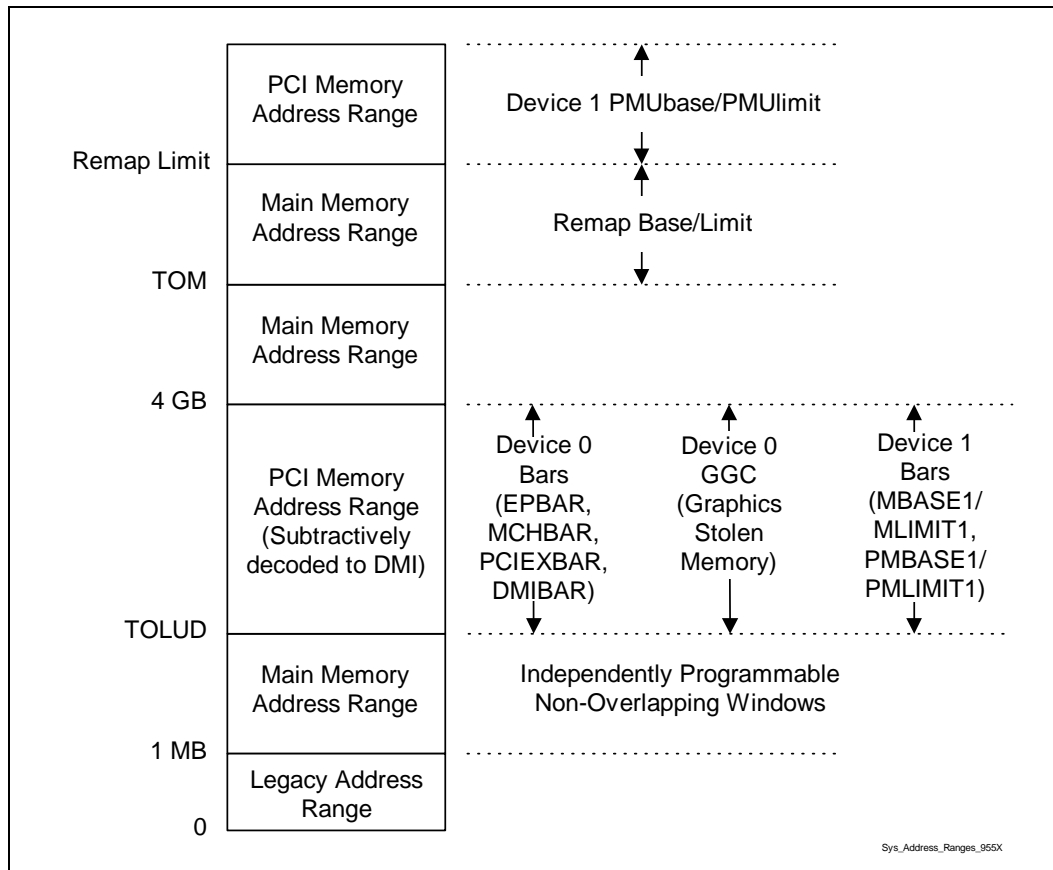 PCI Memory
Address Range
Device 1 PMUbase/PMUlimit
Remap Limit
Main Memory
Address Range
Remap Base/Limit
TOM
Main Memory
Address Range
4 GB
PCI Memory
Address Range
(Subtractively
decoded to DMI)
Device 0
Bars
(EPBAR,
MCHBAR,
PCIEXBAR,
DMIBAR)
Device 0
GGC
(Graphics
Stolen
Memory)
Device 1
Bars
(MBASE1/
MLIMIT1,
PMBASE1/
PMLIMIT1)
TOLUD
Main Memory
Address Range
Independently Programmable
Non-Overlapping Windows
1 MB
Legacy Address
Range
0
Sys_Address_Ranges_955X